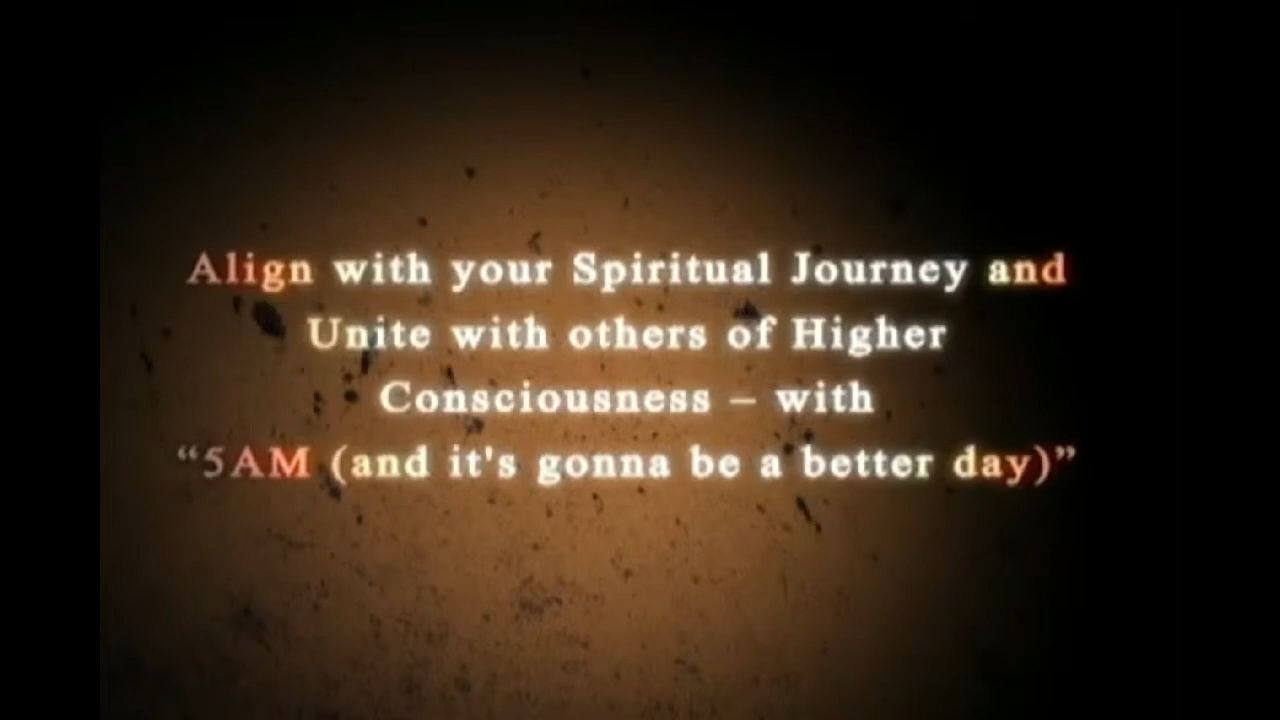 Align with your Spiritual Journey and
Unite with others of Higher
Consciousness – with
“5AM (and it's gonna be a better day)”